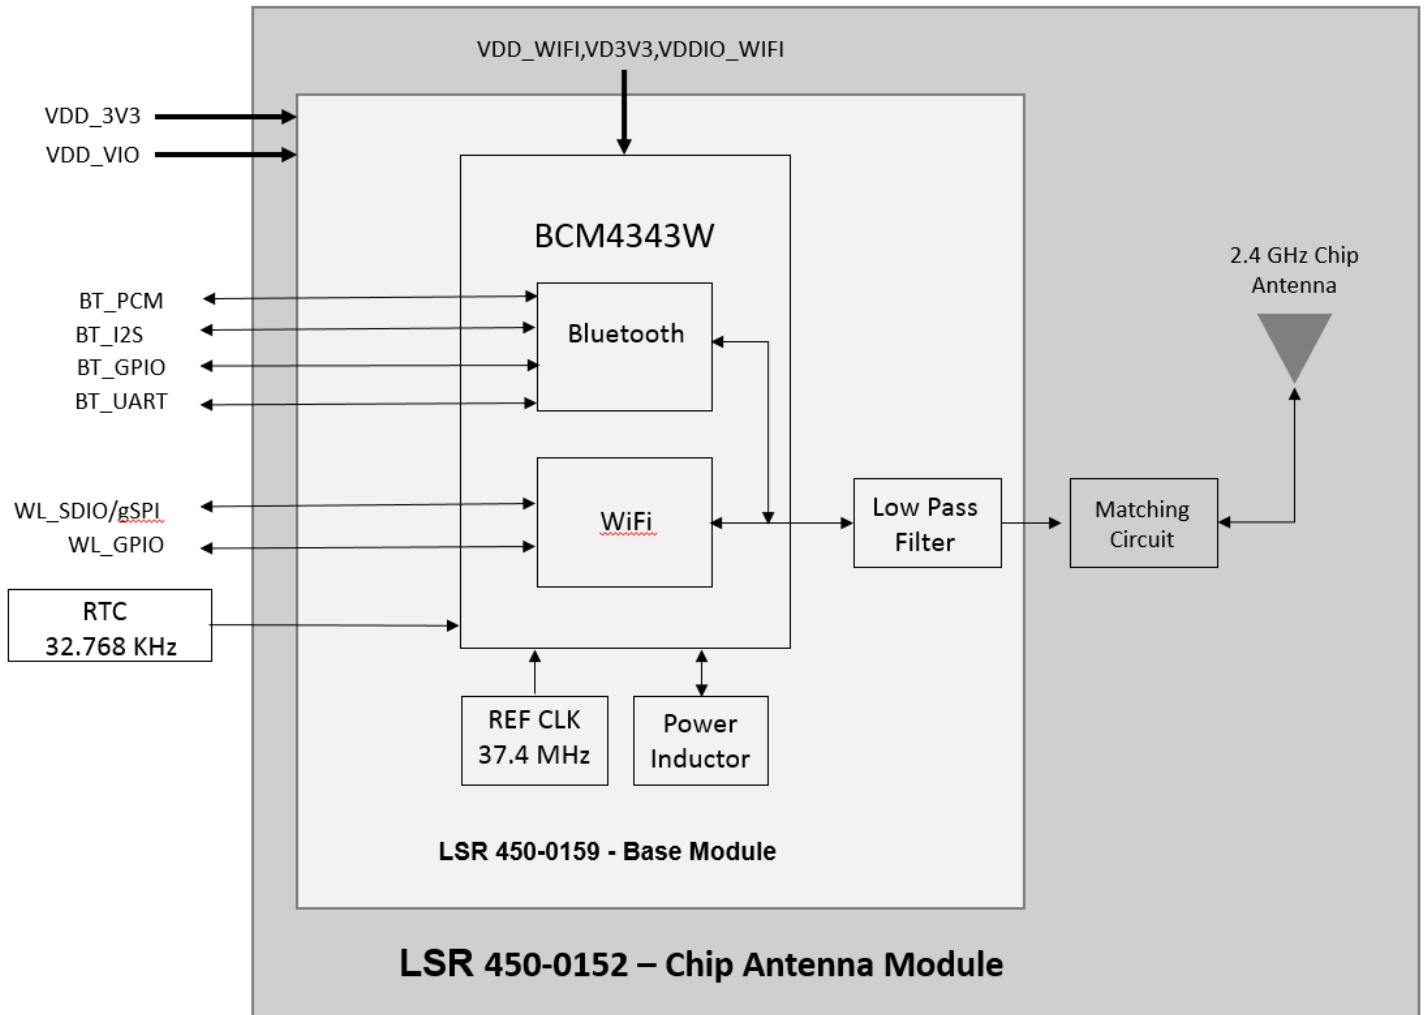 VDD_WIFI,VD3V3,VDDIO_WIFI
VDD_3V3
VDD_VIO
BCM4343W
2.4 GHz Chip
Antenna
BT_PCM
BT_I2S
BT_GPIO
BT_UART
Bluetooth
WL_SDIO/gSPI
WL_GPIO
WiFi
Low Pass
Filter
Matching
Circuit
RTC
32.768 KHz
REF CLK
37.4 MHz
Power
Inductor
LSR 450-0159 - Base Module
LSR 450-0152 – Chip Antenna Module